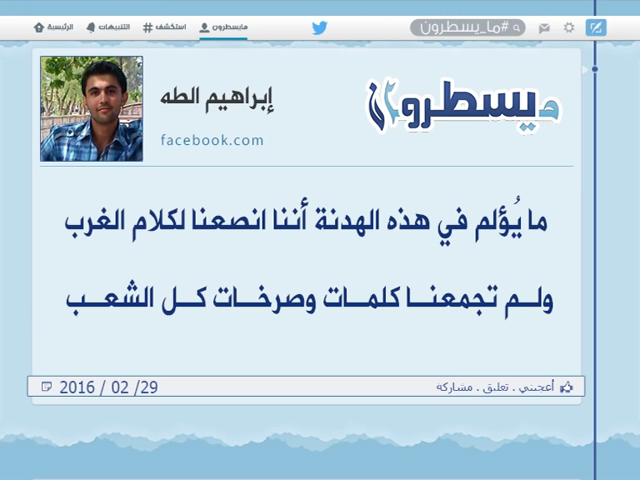 الرئيسية التنبيهات استكشف # مايسطرون #ما_يسطرون
ما يسطرون
إبراهيم الطه
facebook.com
ما يُؤلم في هذه الهدنة أننا انصعنا لكلام الغرب
ولـم تجمعنـا كلمـات وصرخـات كـل الشعـب
أعجبني . تعليق . مشاركة
2016 / 02 /29